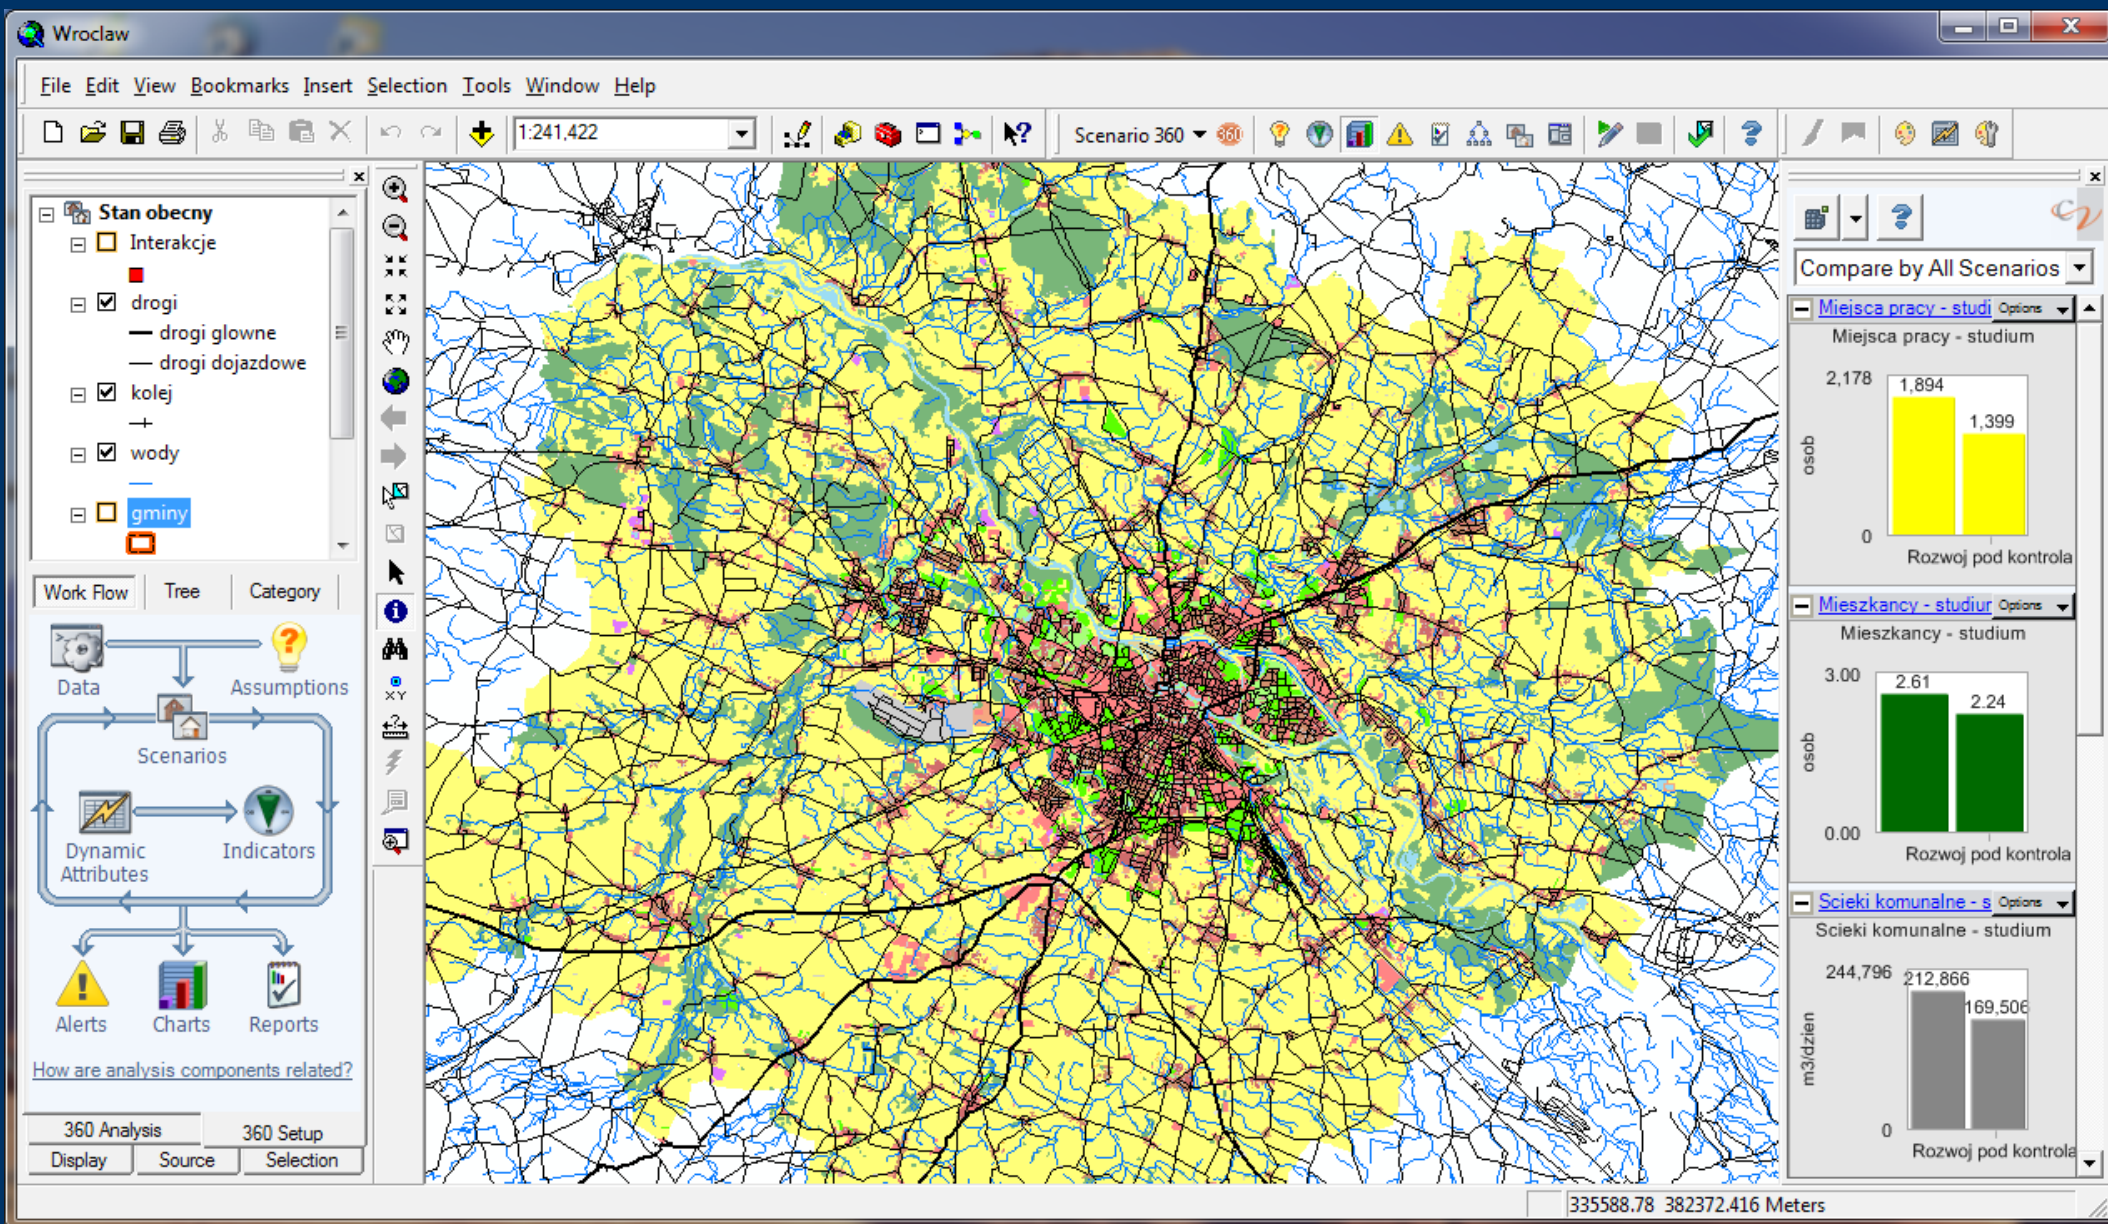 Wroclaw
File Edit View Bookmarks Insert Selection Tools Window Help
1:241,422
Scenario 360
360
Stan obecny
Interakcje
drogi
drogi glowne
drogi dojazdowe
kolej
wody
gminy
Work Flow Tree Category
Data
Assumptions
Scenarios
Dynamic
Attributes
Indicators
Alerts
Charts
Reports
How are analysis components related?
360 Analysis
360 Setup
Display
Source
Selection
XY
CV
Compare by All Scenarios
Miejsca pracy - studi Options
Miejsca pracy - studium
2,178
1,894
1,399
osob
0
Rozwoj pod kontrola
Mieszkancy - studiur Options
Mieszkancy - studium
3.00
2.61
2.24
osob
0.00
Rozwoj pod kontrola
Scieki komunalne - s Options
Scieki komunalne - studium
244,796
212,866
169,506
m3/dzien
0
Rozwoj pod kontrola
335588.78 382372.416 Meters